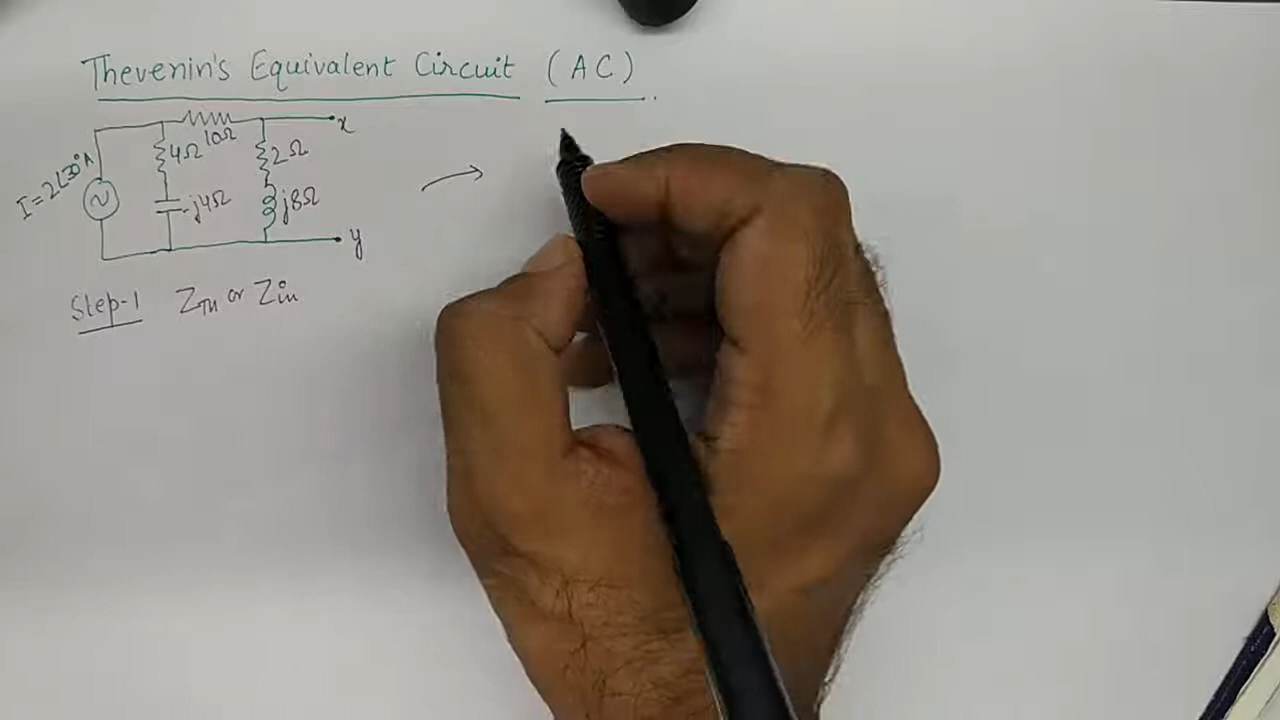 Thevenin's Equivalent Circuit (AC).
10Ω
x
I = 2∠30° A
4Ω
2Ω
-j4Ω
j8Ω
y
Step-1 ZTH or Zin